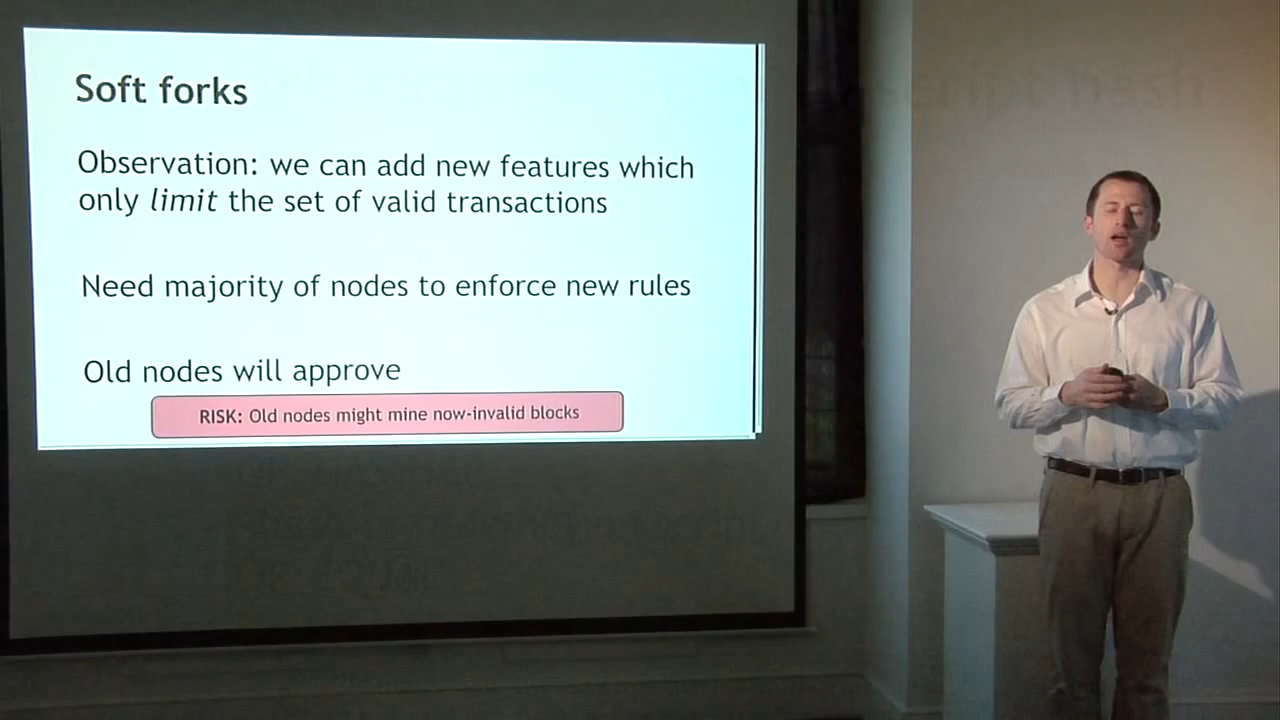 Soft forks
Observation: we can add new features which
only limit the set of valid transactions
Need majority of nodes to enforce new rules
Old nodes will approve
RISK: Old nodes might mine now-invalid blocks